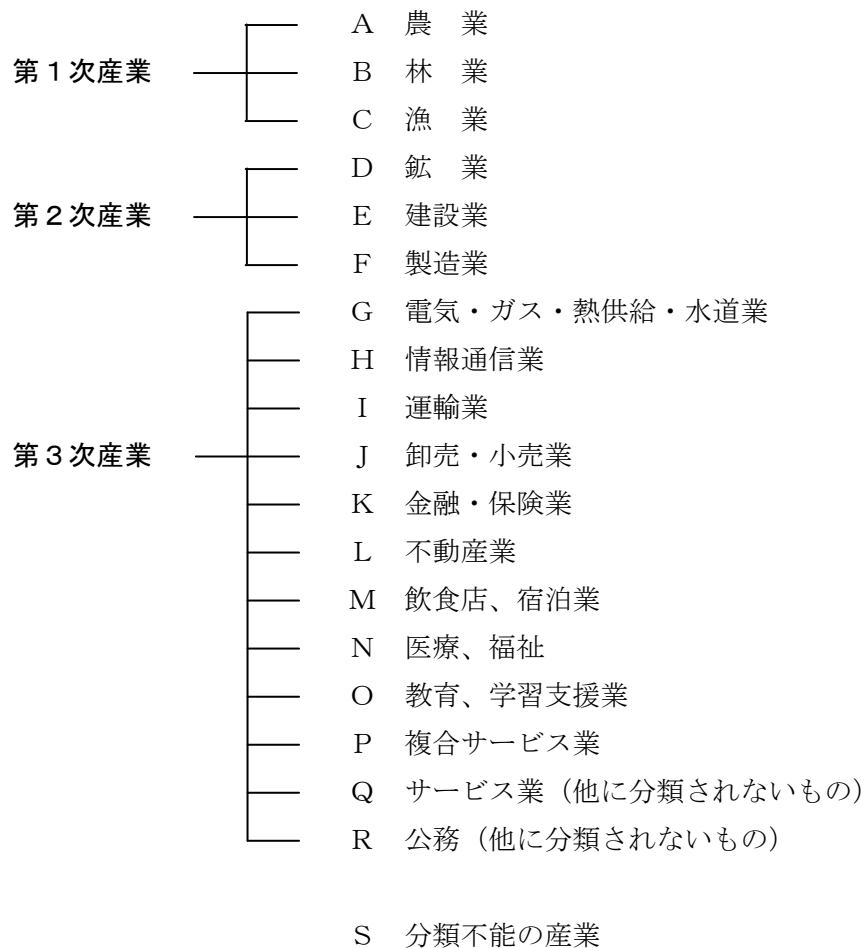 A 農 業
第1次産業 B 林 業
C 漁 業
D 鉱 業
第2次産業 E 建設業
F 製造業
G 電気・ガス・熱供給・水道業
H 情報通信業
I 運輸業
第3次産業 J 卸売・小売業
K 金融・保険業
L 不動産業
M 飲食店、宿泊業
N 医療、福祉
O 教育、学習支援業
P 複合サービス業
Q サービス業（他に分類されないもの）
R 公務（他に分類されないもの）
S 分類不能の産業